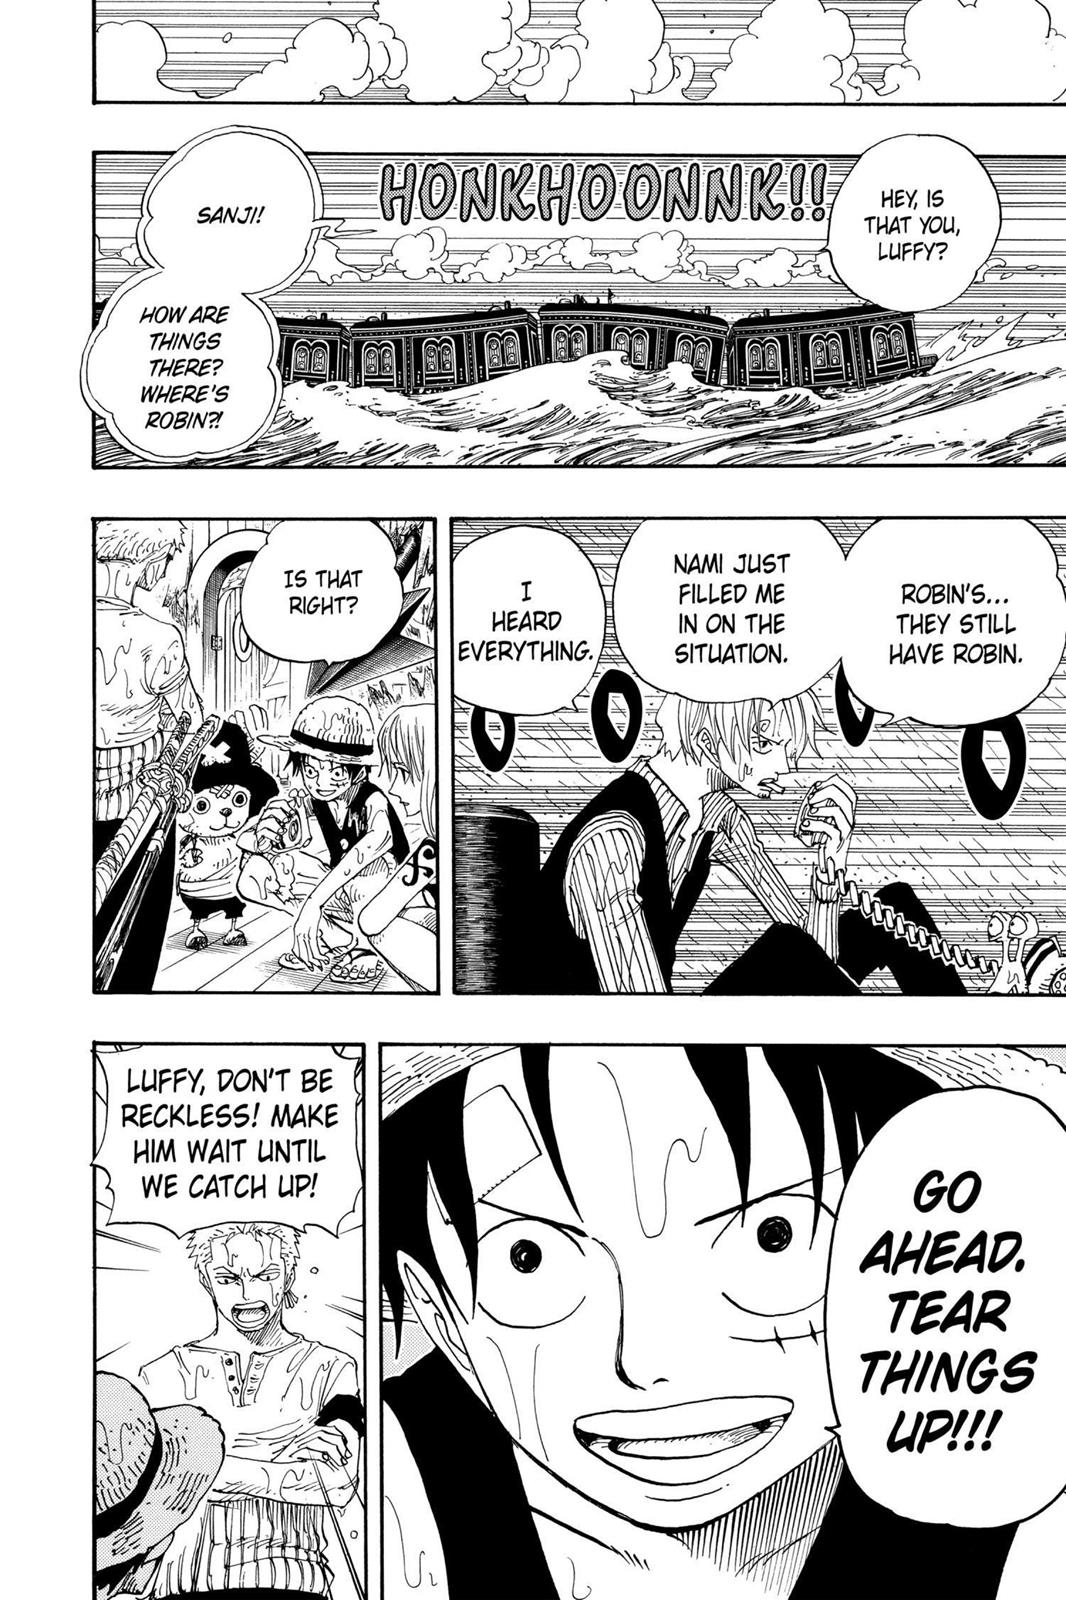 HEY, IS
THAT YOU,
LUFFY?
HONKHOONNK!!
SANJI!
HOW ARE
THINGS
THERE?
WHERE'S
ROBIN?!
ROBIN'S...
THEY STILL
HAVE ROBIN.
NAMI JUST
FILLED ME
IN ON THE
SITUATION.
I
HEARD
EVERYTHING.
IS THAT
RIGHT?
GO
AHEAD.
TEAR
THINGS
UP!!!
LUFFY, DON'T BE
RECKLESS! MAKE
HIM WAIT UNTIL
WE CATCH UP!